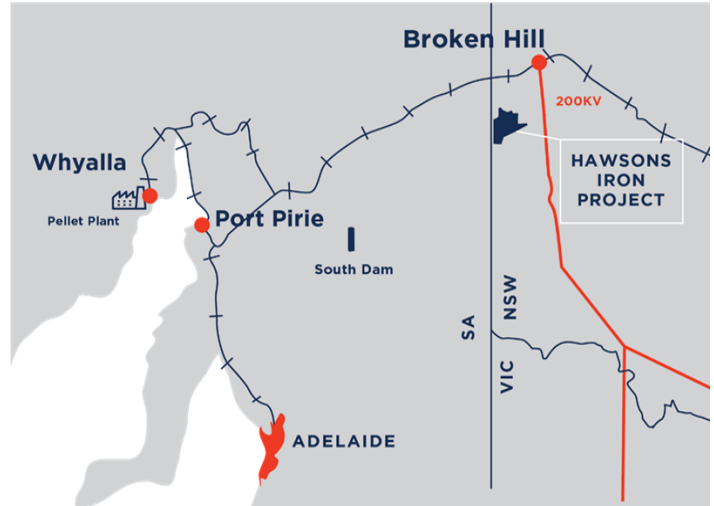 Broken Hill
200KV
HAWSONS
IRON
PROJECT
Whyalla
Pellet Plant
Port Pirie
South Dam
SA
NSW
VIC
ADELAIDE